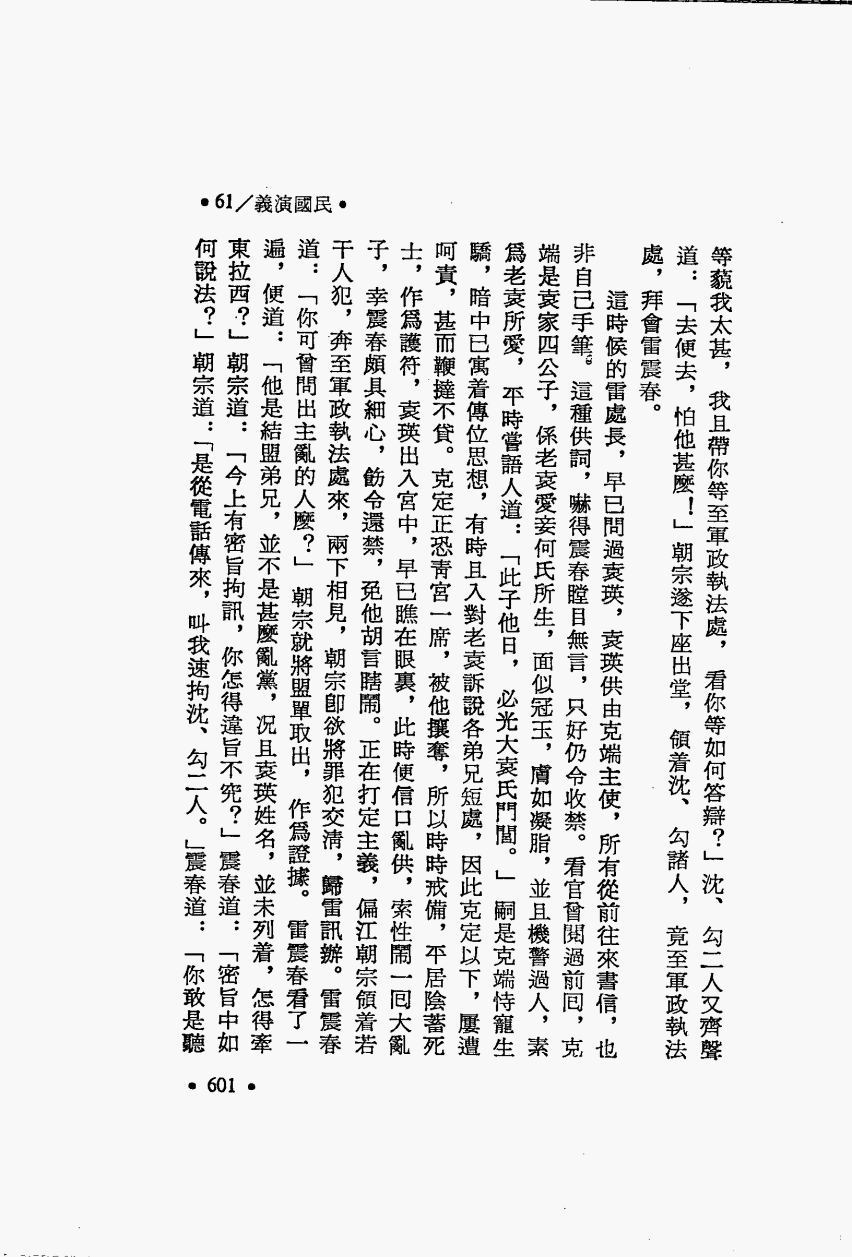 •61／義演國民•
等藐我太甚，我且帶你等至軍政執法處，看你等如何答辯？」沈、勾二人又齊聲
道：「去便去，怕他甚麼！」朝宗遂下座出堂，領着沈、勾諸人，竟至軍政執法
處，拜會雷震春。
這時候的雷處長，早已問過袁瑛，袁瑛供由克端主使，所有從前往來書信，也
非自己手筆。這種供詞，嚇得震春瞠目無言，只好仍令收禁。看官曾閱過前回，克
端是袁家四公子，係老袁愛妾何氏所生，面似冠玉，膚如凝脂，並且機警過人，素
爲老袁所愛，平時嘗語人道：「此子他日，必光大袁氏門閭。」嗣是克端恃寵生
驕，暗中已寓着傳位思想，有時且入對老袁訴說各弟兄短處，因此克定以下，屢遭
呵責，甚而鞭撻不貸。克定正恐靑宮一席，被他攘奪，所以時時戒備，平居陰蓄死
士，作爲護符，袁瑛出入宮中，早已瞧在眼裏，此時便信口亂供，索性鬧一囘大亂
子，幸震春頗具細心，飭令還禁，免他胡言瞎鬧。正在打定主義，偏江朝宗領着若
干人犯，奔至軍政執法處來，兩下相見，朝宗卽欲將罪犯交淸，歸雷訊辦。雷震春
道：「你可曾問出主亂的人麼？」朝宗就將盟單取出，作爲證據。雷震春看了一
遍，便道：「他是結盟弟兄，並不是甚麼亂黨，况且袁瑛姓名，並未列着，怎得牽
東拉西？」朝宗道：「今上有密旨拘訊，你怎得違旨不究？」震春道：「密旨中如
何說法？」朝宗道：「是從電話傳來，叫我速拘沈、勾二人。」震春道：「你敢是聽
•601•